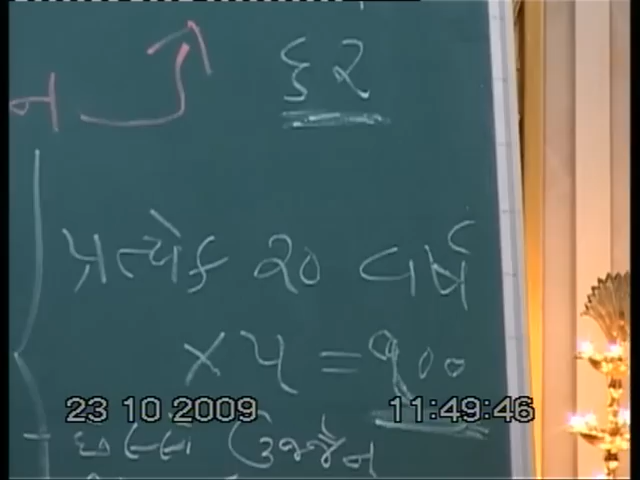 ન ૬૨
પ્રત્યેક ૨૦ વર્ષ
× ૫ = ૧૦૦
23 10 2009 11:49:46